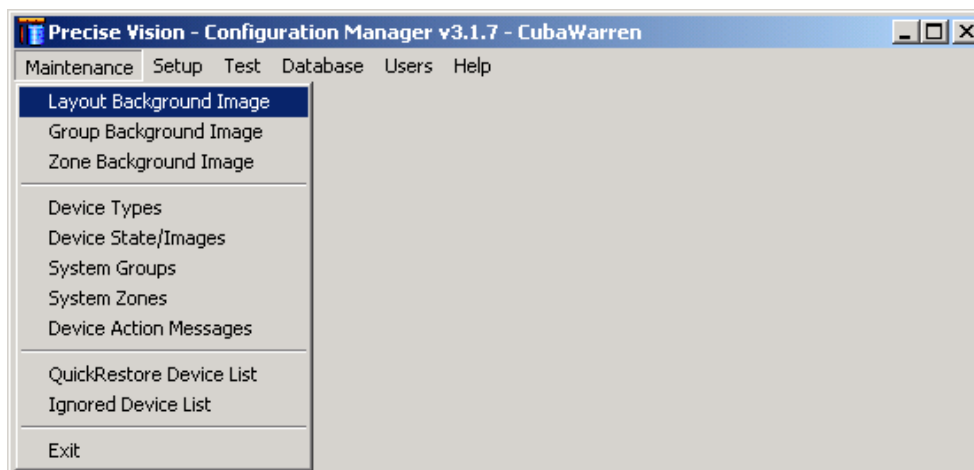 Precise Vision - Configuration Manager v3.1.7 - CubaWarren
Maintenance Setup Test Database Users Help
Layout Background Image
Group Background Image
Zone Background Image
Device Types
Device State/Images
System Groups
System Zones
Device Action Messages
QuickRestore Device List
Ignored Device List
Exit